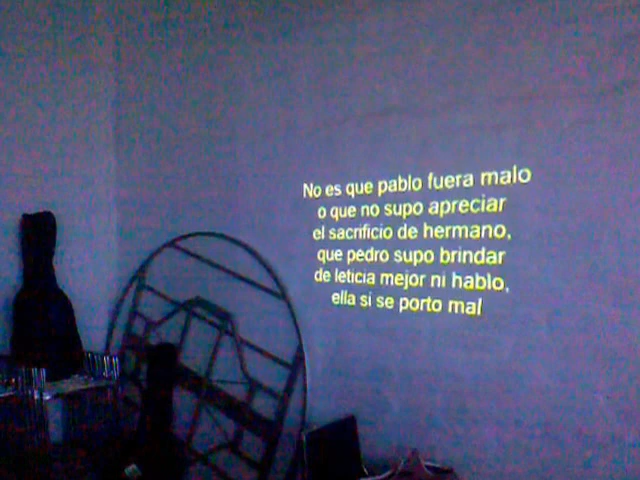 No es que pablo fuera malo
o que no supo apreciar
el sacrificio de hermano,
que pedro supo brindar
de leticia mejor ni hablo,
ella si se porto mal